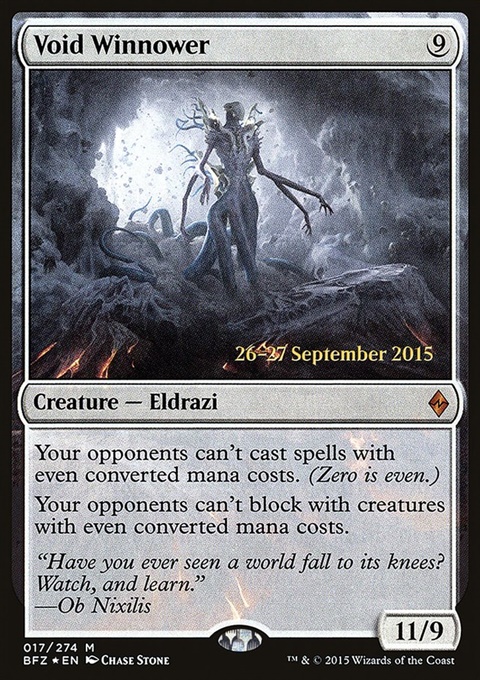 Void Winnower 9
26-27 September 2015
Creature — Eldrazi
Your opponents can't cast spells with
even converted mana costs. (Zero is even.)
Your opponents can't block with creatures
with even converted mana costs.
“Have you ever seen a world fall to its knees?
Watch, and learn.”
—Ob Nixilis
11/9
017/274 M
BFZ ★ EN Chase Stone
™ & © 2015 Wizards of the Coast